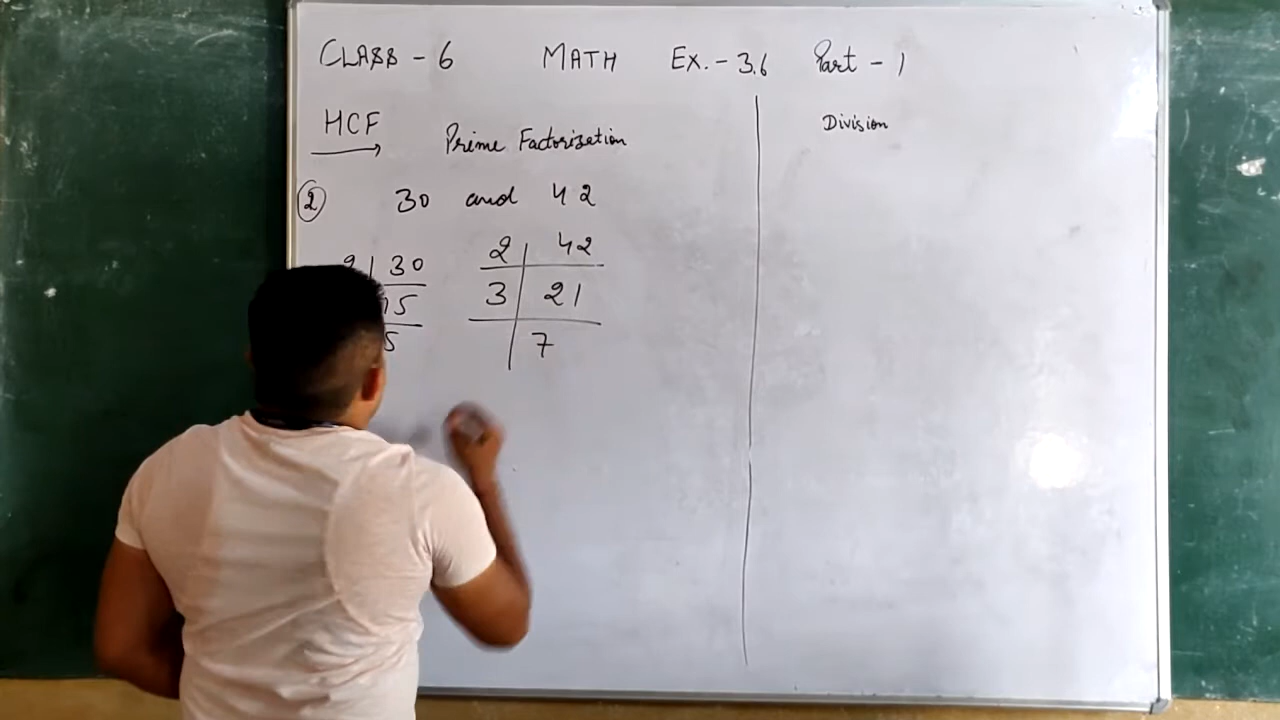 CLASS - 6 MATH Ex. - 3.6 Part - 1
HCF Prime Factorization Division
② 30 and 42
2 30
15
5
2 42
3 21
7